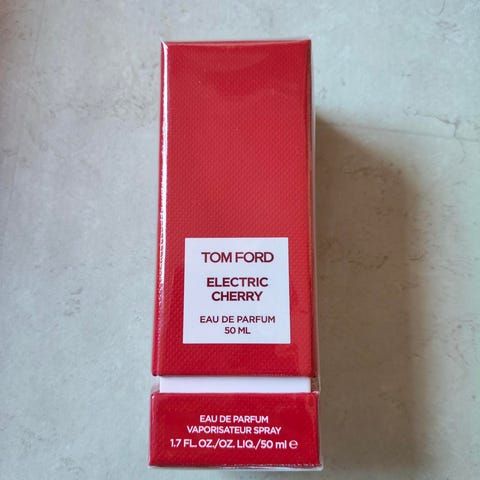 TOM FORD
ELECTRIC
CHERRY
EAU DE PARFUM
50 ML
EAU DE PARFUM
VAPORISATEUR SPRAY
1.7 FL.OZ./OZ. LIQ./50 ml ℮